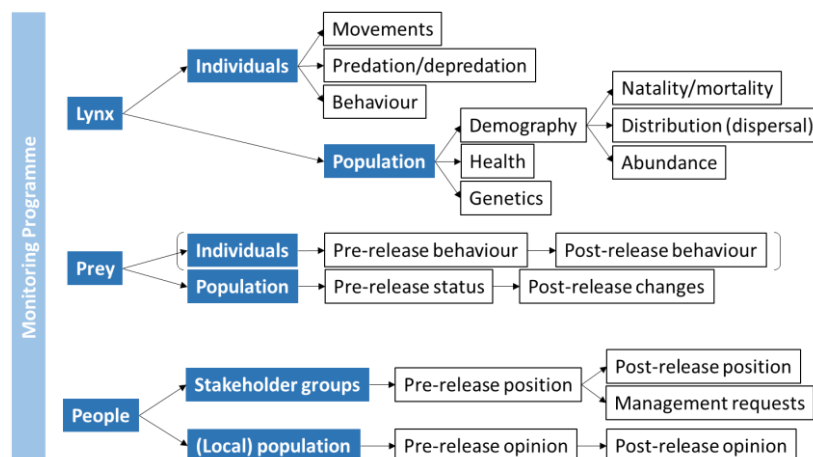 Monitoring Programme
Lynx
Individuals
Movements
Predation/depredation
Behaviour
Population
Demography
Health
Genetics
Natality/mortality
Distribution (dispersal)
Abundance
Prey
Individuals
Pre-release behaviour
Post-release behaviour
Population
Pre-release status
Post-release changes
People
Stakeholder groups
Pre-release position
Post-release position
Management requests
(Local) population
Pre-release opinion
Post-release opinion